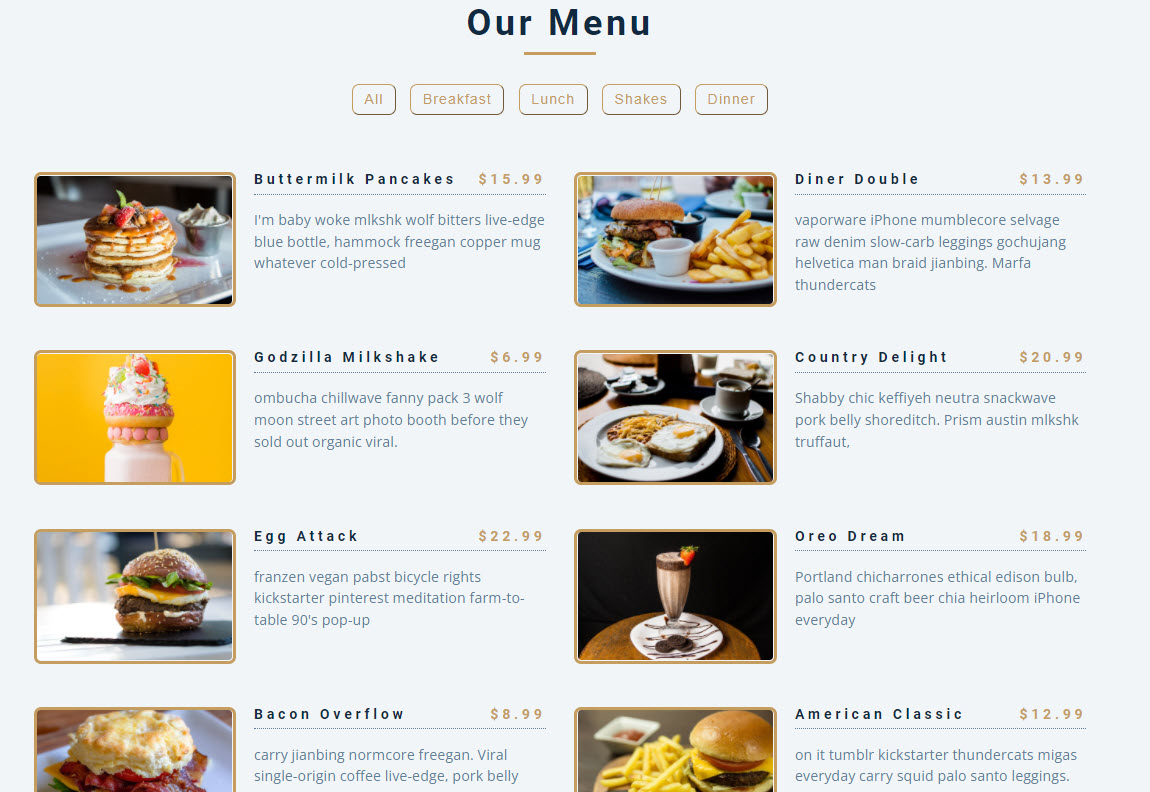 Our Menu
All Breakfast Lunch Shakes Dinner
Buttermilk Pancakes $15.99
I'm baby woke mlkshk wolf bitters live-edge
blue bottle, hammock freegan copper mug
whatever cold-pressed
Diner Double $13.99
vaporware iPhone mumblecore selvage
raw denim slow-carb leggings gochujang
helvetica man braid jianbing. Marfa
thundercats
Godzilla Milkshake $6.99
ombucha chillwave fanny pack 3 wolf
moon street art photo booth before they
sold out organic viral.
Country Delight $20.99
Shabby chic keffiyeh neutra snackwave
pork belly shoreditch. Prism austin mlkshk
truffaut,
Egg Attack $22.99
franzen vegan pabst bicycle rights
kickstarter pinterest meditation farm-to-
table 90's pop-up
Oreo Dream $18.99
Portland chicharrones ethical edison bulb,
palo santo craft beer chia heirloom iPhone
everyday
Bacon Overflow $8.99
carry jianbing normcore freegan. Viral
single-origin coffee live-edge, pork belly
American Classic $12.99
on it tumblr kickstarter thundercats migas
everyday carry squid palo santo leggings.